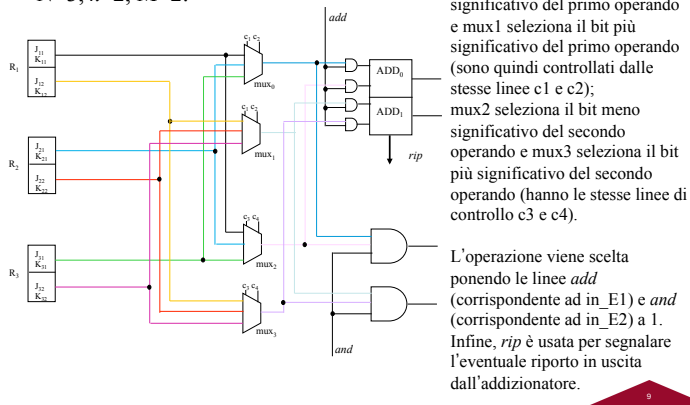 N=3, n=2, M=2.
significativo del primo operando
e mux1 seleziona il bit più
significativo del primo operando
(sono quindi controllati dalle
stesse linee c1 e c2);
mux2 seleziona il bit meno
significativo del secondo
operando e mux3 seleziona il bit
più significativo del secondo
operando (hanno le stesse linee di
controllo c3 e c4).
L'operazione viene scelta
ponendo le linee add
(corrispondente ad in_E1) e and
(corrispondente ad in_E2) a 1.
Infine, rip è usata per segnalare
l'eventuale riporto in uscita
dall'addizionatore.
add
c1 c2
J11
K11
R1
J12
K12
mux0
ADD0
ADD1
c1 c2
mux1
rip
J21
K21
R2
J22
K22
c3 c4
mux2
J31
K31
R3
J32
K32
c3 c4
mux3
and
9